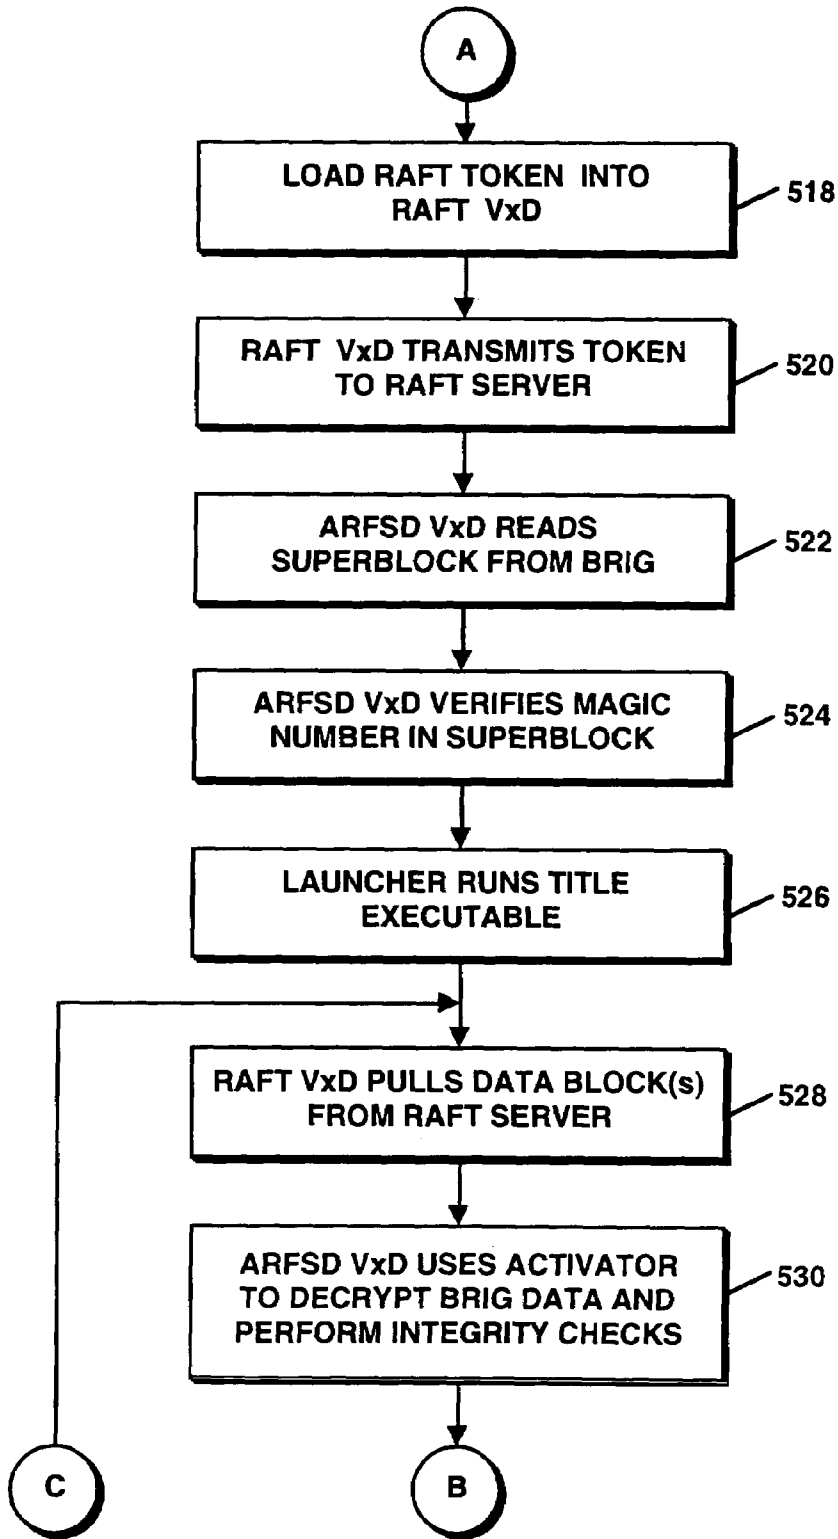 A
LOAD RAFT TOKEN INTO
RAFT VxD
518
RAFT VxD TRANSMITS TOKEN
TO RAFT SERVER
520
ARFSD VxD READS
SUPERBLOCK FROM BRIG
522
ARFSD VxD VERIFIES MAGIC
NUMBER IN SUPERBLOCK
524
LAUNCHER RUNS TITLE
EXECUTABLE
526
RAFT VxD PULLS DATA BLOCK(s)
FROM RAFT SERVER
528
ARFSD VxD USES ACTIVATOR
TO DECRYPT BRIG DATA AND
PERFORM INTEGRITY CHECKS
530
C
B